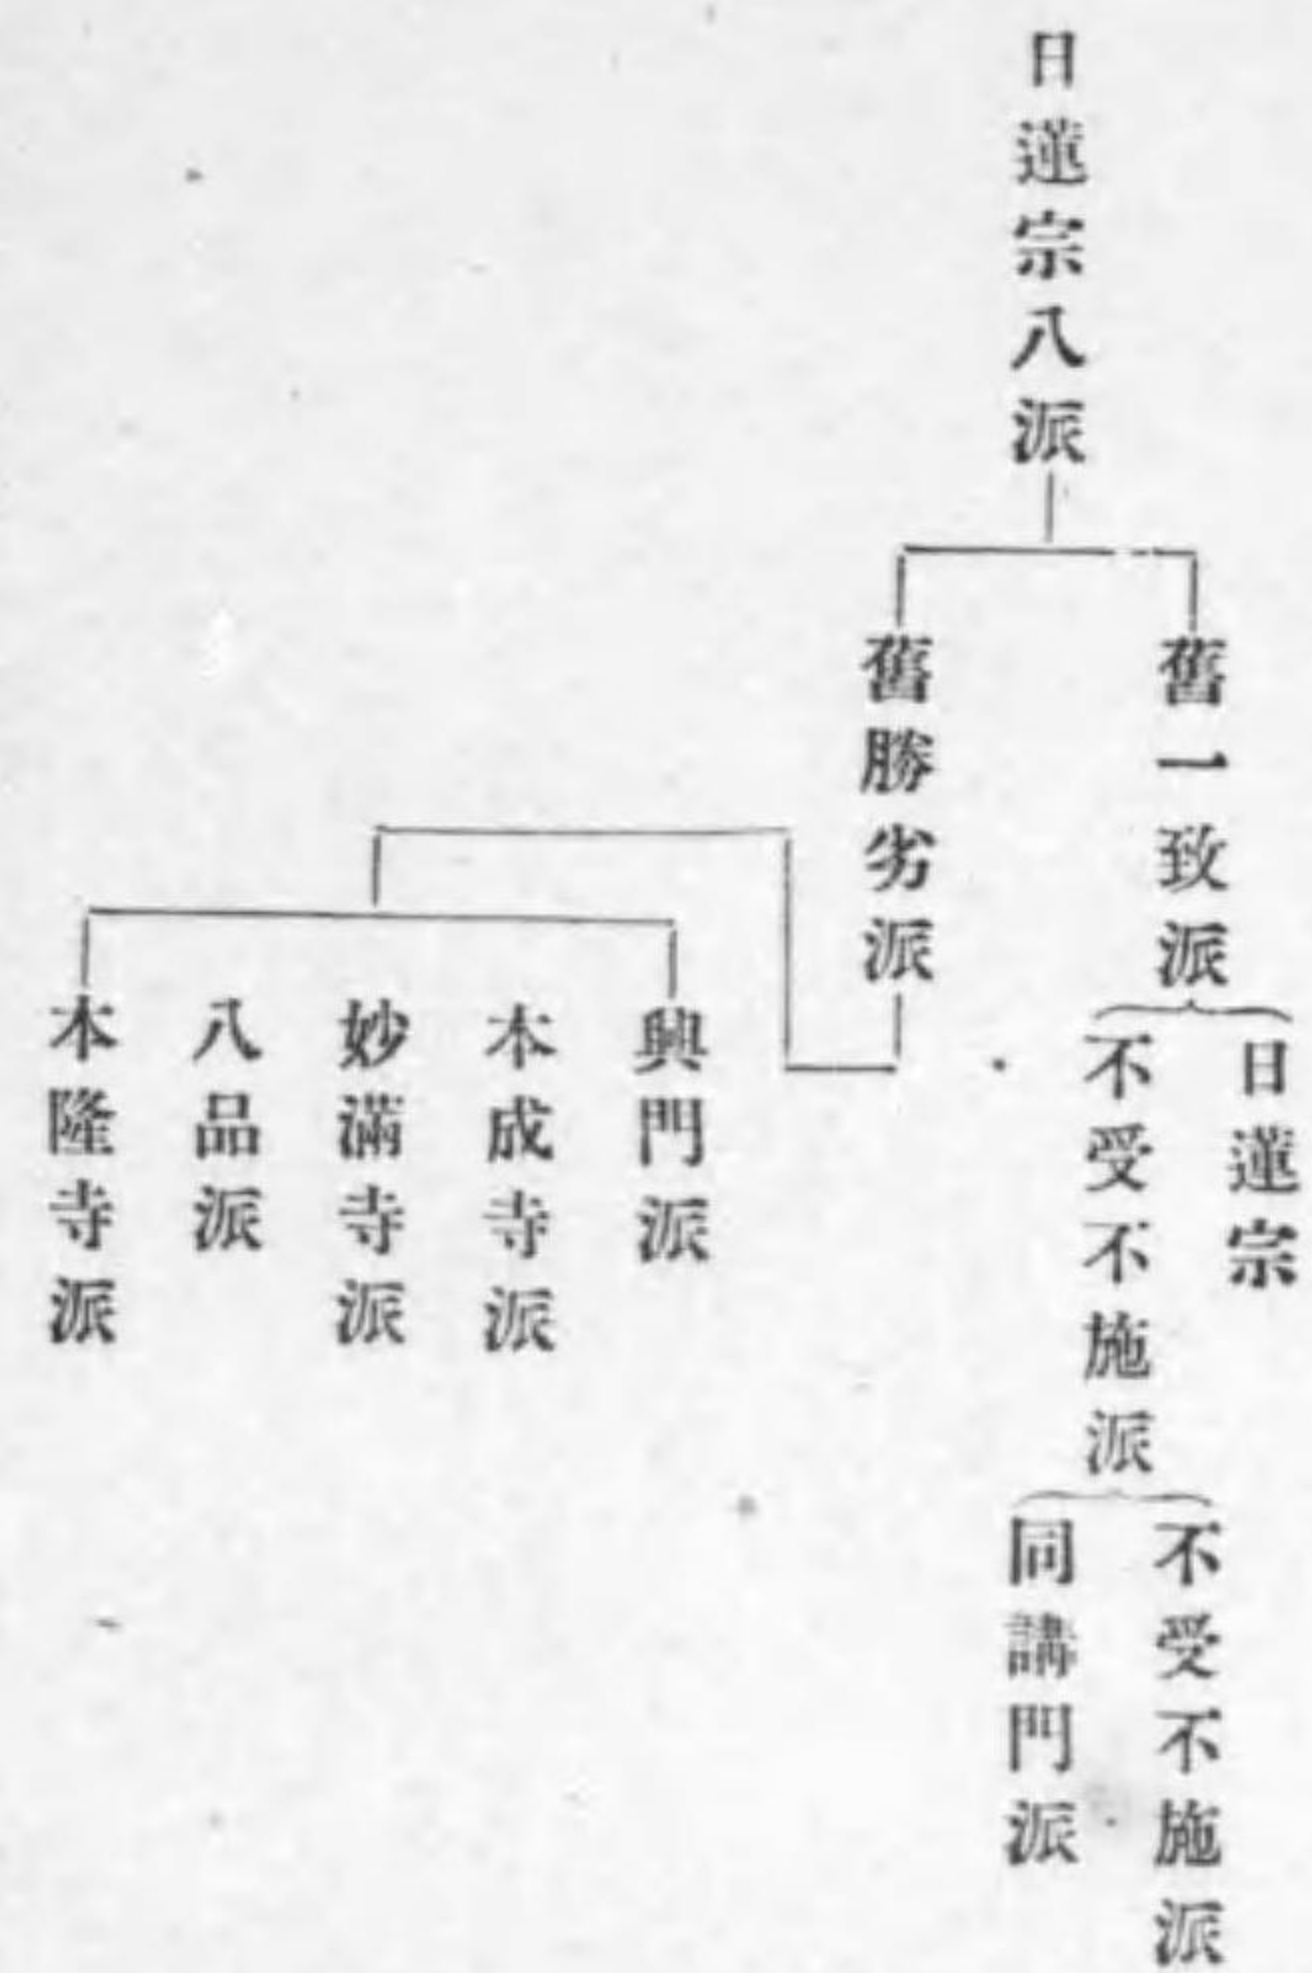 日蓮宗八派
舊一致派
日蓮宗
不受不施派
不受不施派
同講門派
舊勝劣派
興門派
本成寺派
妙滿寺派
八品派
本隆寺派